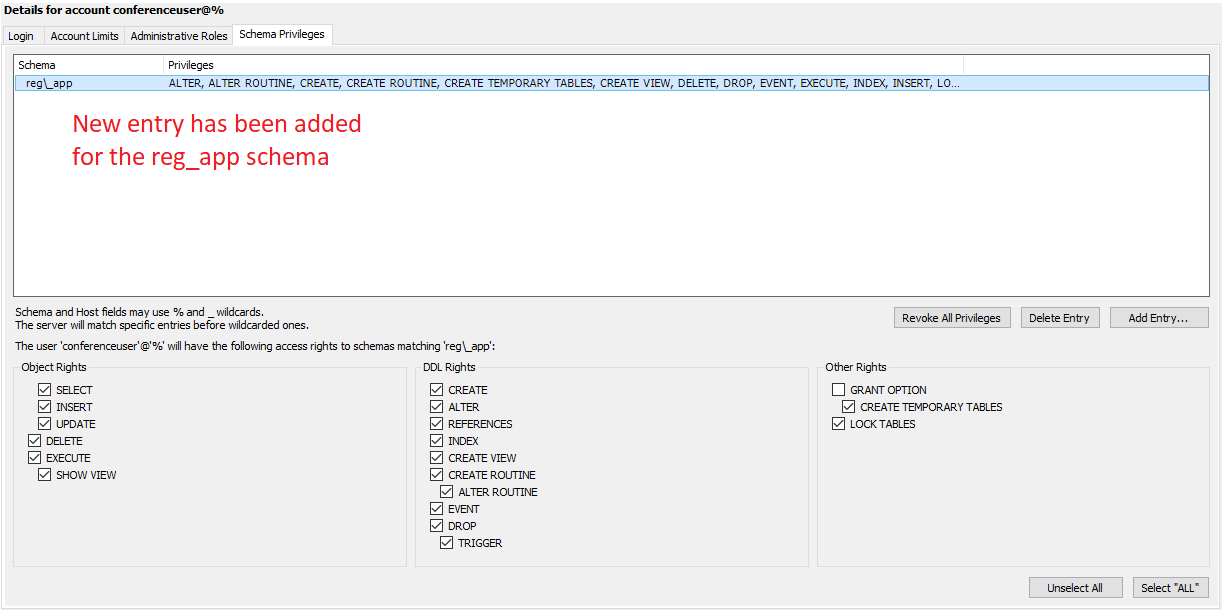 Details for account conferenceuser@%
Login Account Limits Administrative Roles Schema Privileges
Schema Privileges
reg\_app ALTER, ALTER ROUTINE, CREATE, CREATE ROUTINE, CREATE TEMPORARY TABLES, CREATE VIEW, DELETE, DROP, EVENT, EXECUTE, INDEX, INSERT, LO...
New entry has been added
for the reg_app schema
Schema and Host fields may use % and _ wildcards.
The server will match specific entries before wildcarded ones.
Revoke All Privileges Delete Entry Add Entry...
The user 'conferenceuser'@'%' will have the following access rights to schemas matching 'reg\_app':
Object Rights
SELECT
INSERT
UPDATE
DELETE
EXECUTE
SHOW VIEW
DDL Rights
CREATE
ALTER
REFERENCES
INDEX
CREATE VIEW
CREATE ROUTINE
ALTER ROUTINE
EVENT
DROP
TRIGGER
Other Rights
GRANT OPTION
CREATE TEMPORARY TABLES
LOCK TABLES
Unselect All Select "ALL"